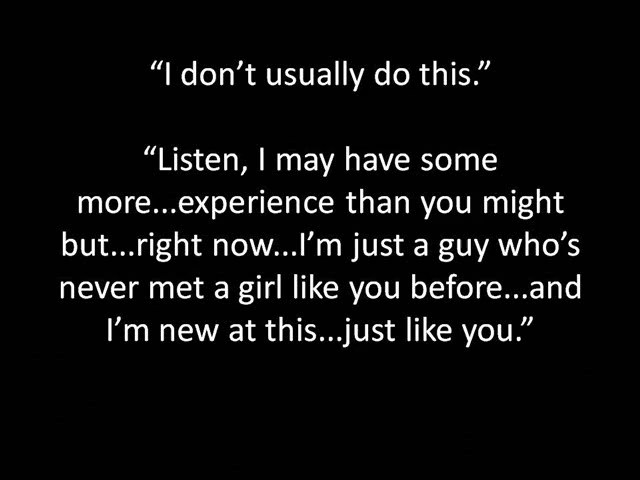 “I don’t usually do this.”
“Listen, I may have some
more...experience than you might
but...right now...I’m just a guy who’s
never met a girl like you before...and
I’m new at this...just like you.”